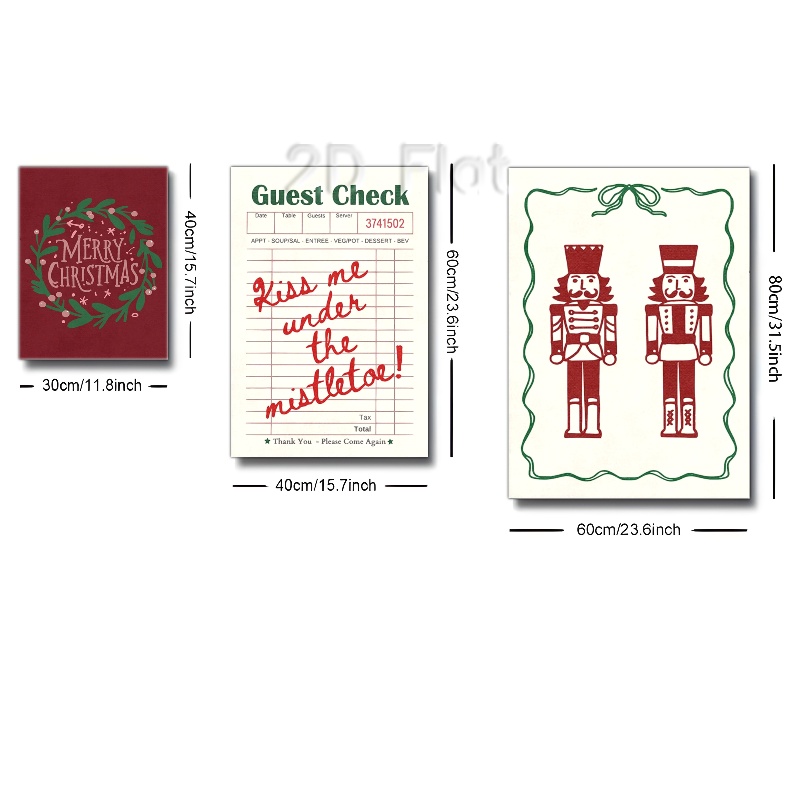 2D Flat
MERRY
CHRISTMAS
40cm/15.7inch
30cm/11.8inch
Guest Check
Date Table Guests Server
3741502
APPT - SOUP/SAL - ENTREE - VEG/POT - DESSERT - BEV
Kiss me
under
the
mistletoe!
Tax
Total
★ Thank You - Please Come Again ★
60cm/23.6inch
40cm/15.7inch
80cm/31.5inch
60cm/23.6inch